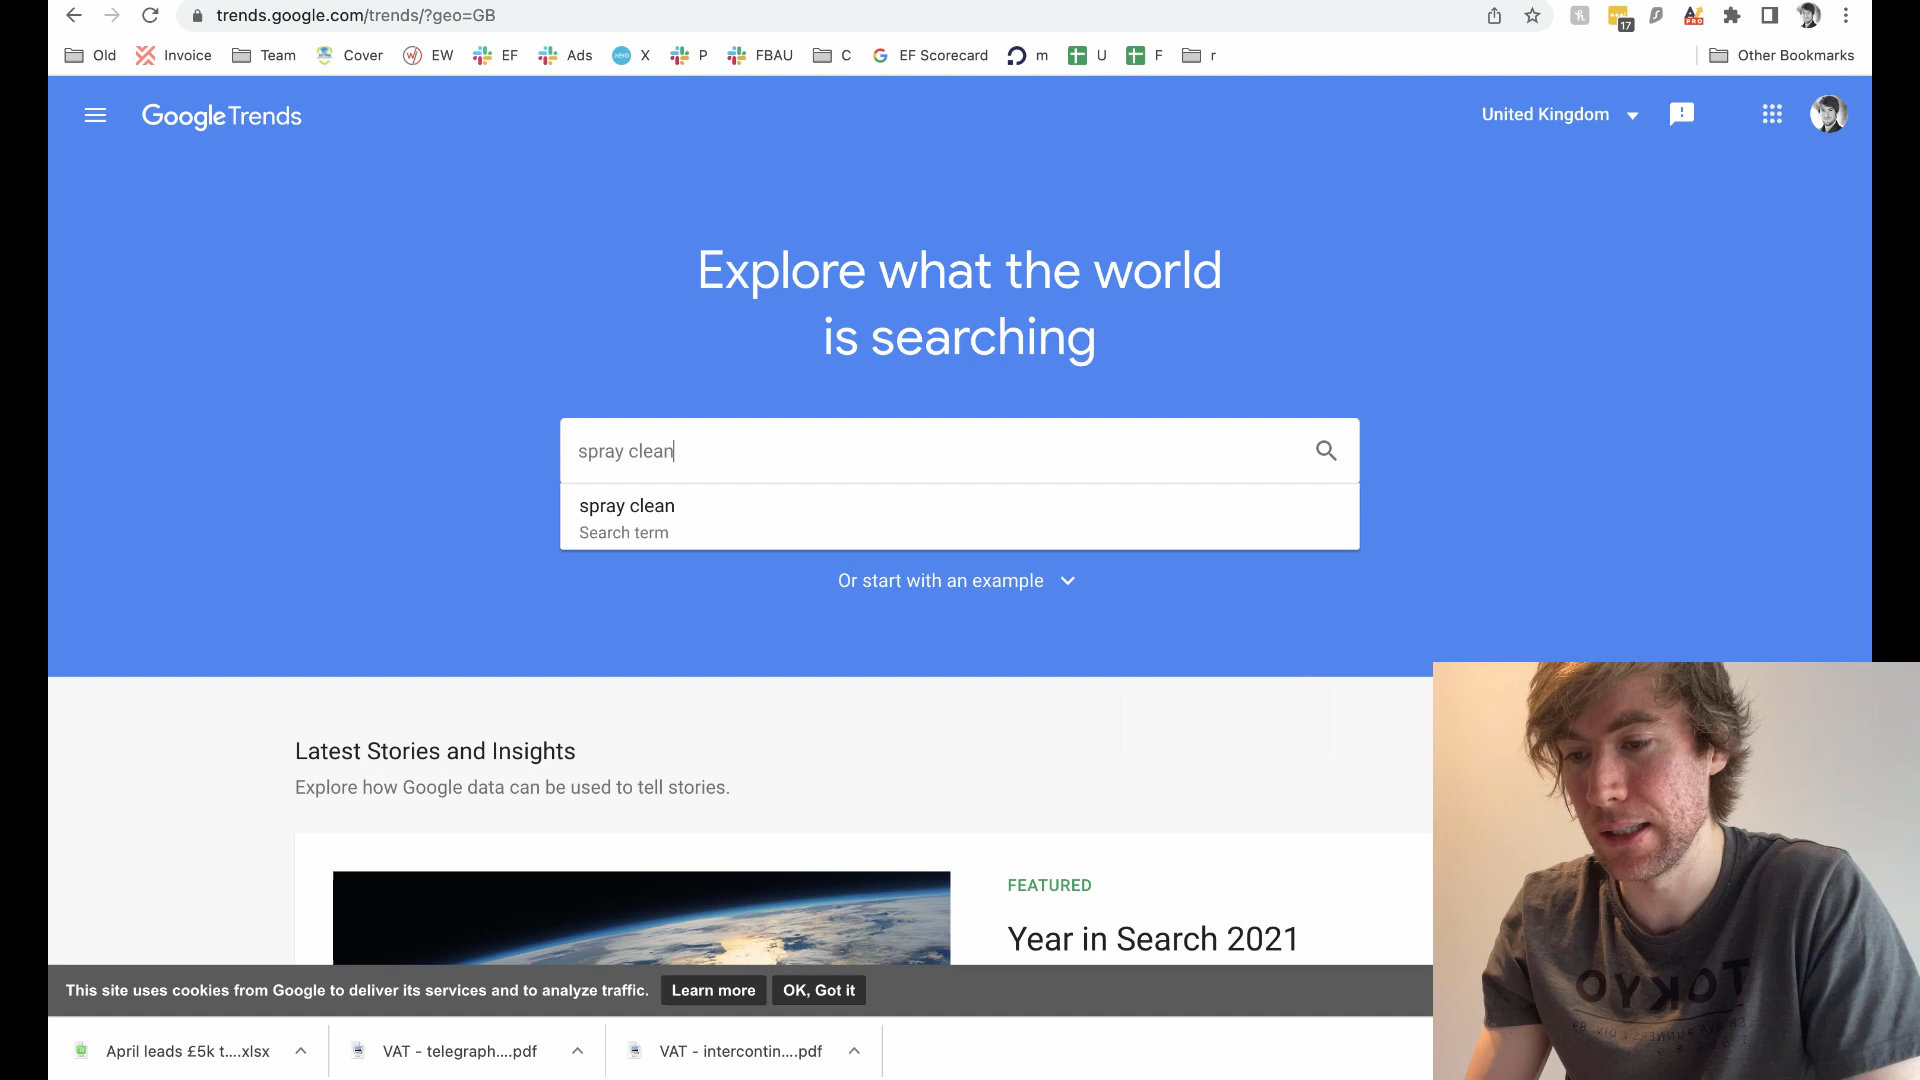 trends.google.com/trends/?geo=GB
17
PRO
Old
Invoice
Team
Cover
EW
EF
Ads
xero
X
P
FBAU
C
EF Scorecard
m
U
F
r
Other Bookmarks
Google Trends
United Kingdom
Explore what the world
is searching
spray clean
spray clean
Search term
Or start with an example
Latest Stories and Insights
Explore how Google data can be used to tell stories.
FEATURED
Year in Search 2021
This site uses cookies from Google to deliver its services and to analyze traffic.
Learn more
OK, Got it
April leads £5k t....xlsx
VAT - telegraph....pdf
VAT - intercontin....pdf
TOKYO